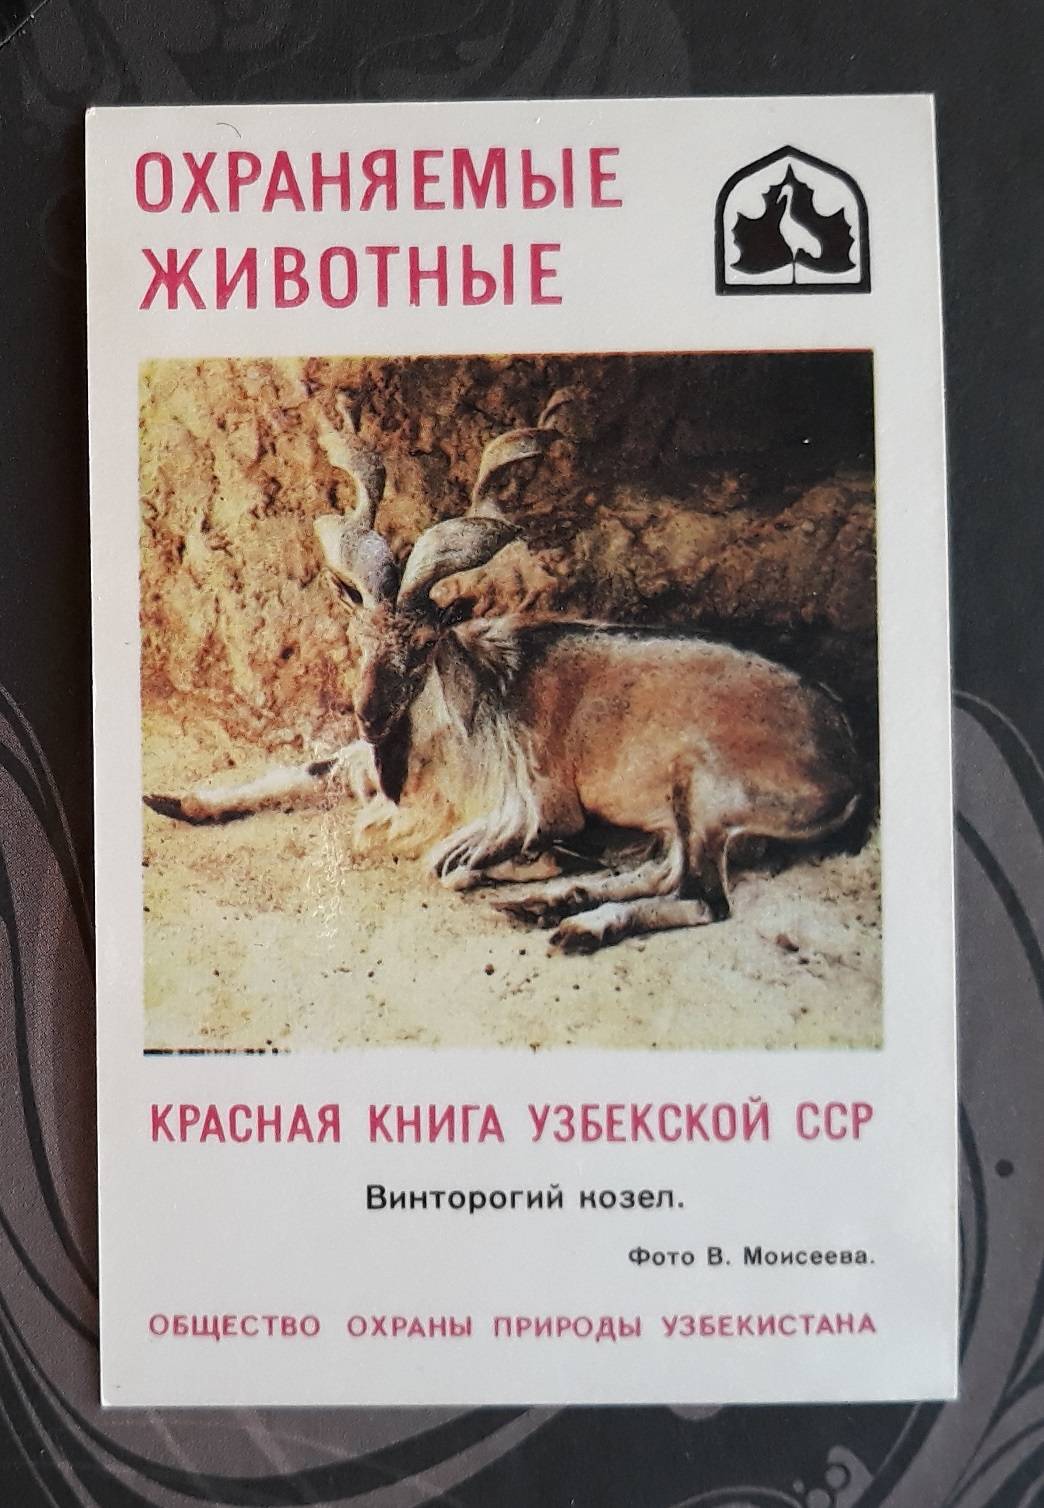 ОХРАНЯЕМЫЕ
ЖИВОТНЫЕ
КРАСНАЯ КНИГА УЗБЕКСКОЙ ССР
Винторогий козел.
Фото В. Моисеева.
ОБЩЕСТВО ОХРАНЫ ПРИРОДЫ УЗБЕКИСТАНА